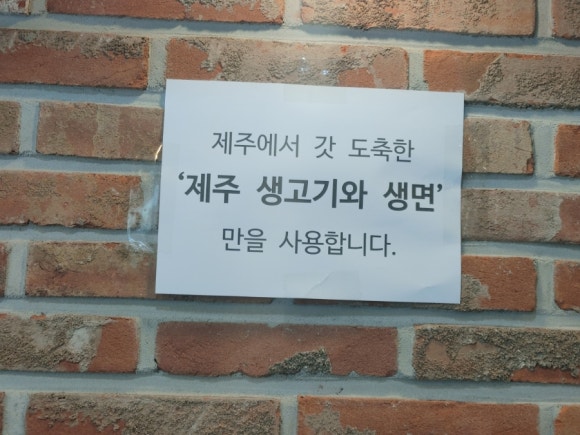 제주에서 갓 도축한
‘제주 생고기와 생면’
만을 사용합니다.